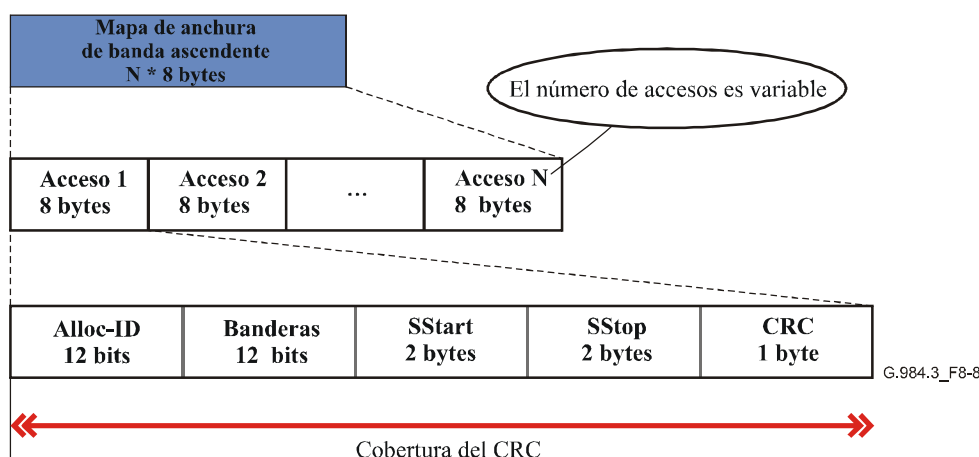 Mapa de anchura
de banda ascendente
N * 8 bytes
El número de accesos es variable
Acceso 1
8 bytes
Acceso 2
8 bytes
...
Acceso N
8 bytes
Alloc-ID
12 bits
Banderas
12 bits
SStart
2 bytes
SStop
2 bytes
CRC
1 byte
G.984.3_F8-8
Cobertura del CRC